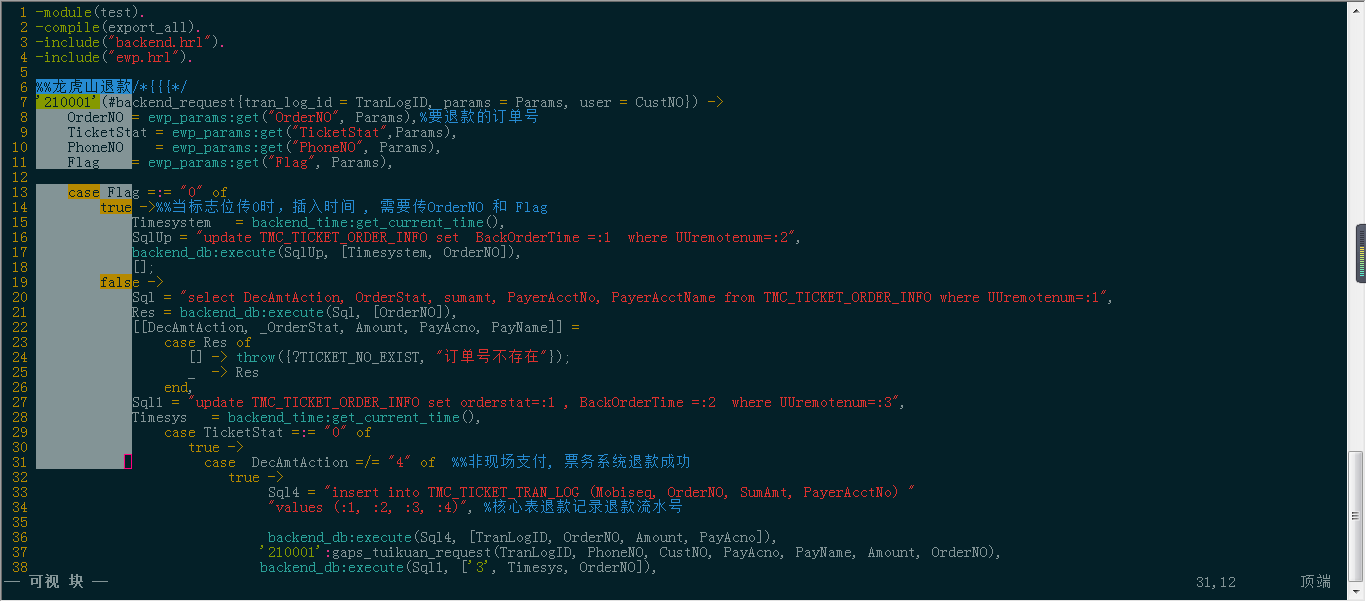 1 -module(test).
2 -compile(export_all).
3 -include("backend.hrl").
4 -include("ewp.hrl").
5
6 %%龙虎山退款/*{{{*/
7 '210001'(#backend_request{tran_log_id = TranLogID, params = Params, user = CustNO}) ->
8     OrderNO = ewp_params:get("OrderNO", Params),%要退款的订单号
9     TicketStat = ewp_params:get("TicketStat",Params),
10     PhoneNO    = ewp_params:get("PhoneNO", Params),
11     Flag    = ewp_params:get("Flag", Params),
12
13     case Flag =:= "0" of
14         true ->%%当标志位传0时，插入时间 , 需要传OrderNO 和 Flag
15             Timesystem   = backend_time:get_current_time(),
16             SqlUp = "update TMC_TICKET_ORDER_INFO set  BackOrderTime =:1  where UUremotenum=:2",
17             backend_db:execute(SqlUp, [Timesystem, OrderNO]),
18             [];
19         false ->
20             Sql = "select DecAmtAction, OrderStat, sumamt, PayerAcctNo, PayerAcctName from TMC_TICKET_ORDER_INFO where UUremotenum=:1",
21             Res = backend_db:execute(Sql, [OrderNO]),
22             [[DecAmtAction, _OrderStat, Amount, PayAcno, PayName]] =
23                 case Res of
24                    [] -> throw({?TICKET_NO_EXIST, "订单号不存在"});
25                    _  -> Res
26                 end,
27             Sql1 = "update TMC_TICKET_ORDER_INFO set orderstat=:1 , BackOrderTime =:2  where UUremotenum=:3",
28             Timesys   = backend_time:get_current_time(),
29                 case TicketStat =:= "0" of
30                    true ->
31                      case  DecAmtAction =/= "4" of  %%非现场支付, 票务系统退款成功
32                         true ->
33                              Sql4 = "insert into TMC_TICKET_TRAN_LOG (Mobiseq, OrderNO, SumAmt, PayerAcctNo) "
34                              "values (:1, :2, :3, :4)", %核心表退款记录退款流水号
35
36                              backend_db:execute(Sql4, [TranLogID, OrderNO, Amount, PayAcno]),
37                             '210001':gaps_tuikuan_request(TranLogID, PhoneNO, CustNO, PayAcno, PayName, Amount, OrderNO),
38                             backend_db:execute(Sql1, ['3', Timesys, OrderNO]),
-- 可视 块 -- 31,12 顶端